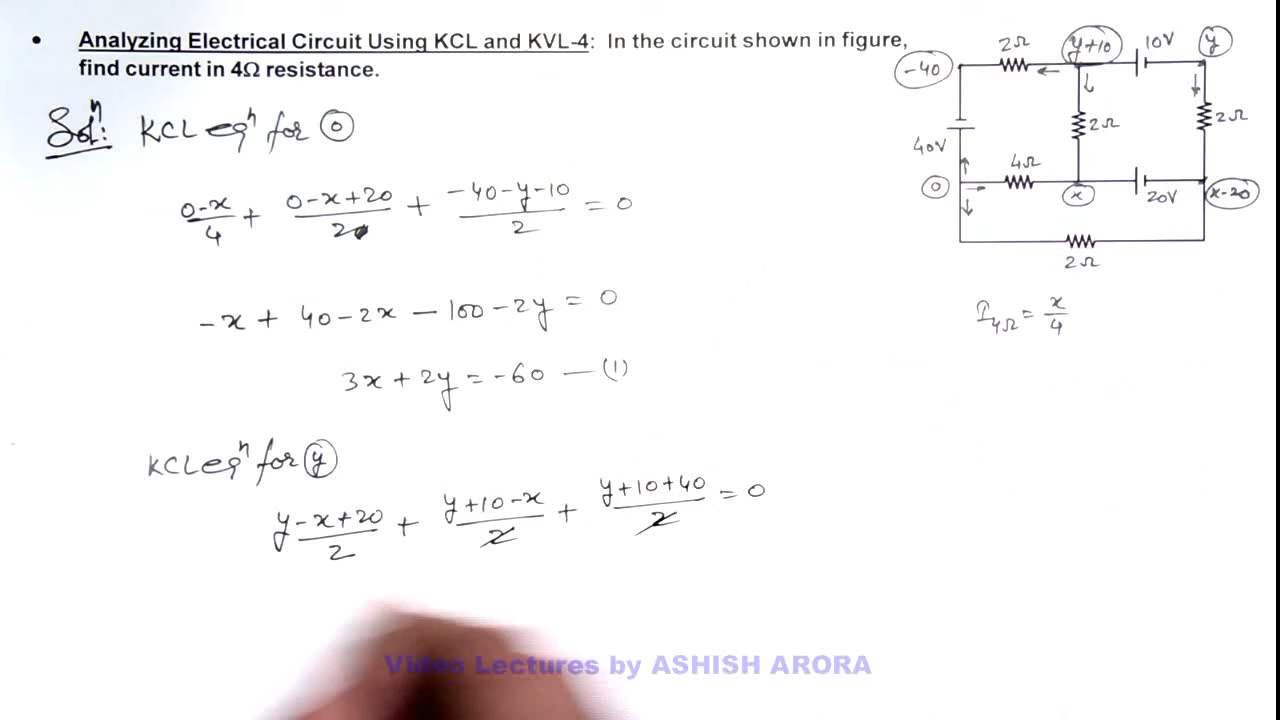 • Analyzing Electrical Circuit Using KCL and KVL-4: In the circuit shown in figure,
find current in 4Ω resistance.
Solⁿ: KCL eqⁿ for 0
(0-x)/4 + (0-x+20)/2 + (-40-y-10)/2 = 0
-x + 40-2x - 100-2y = 0
3x + 2y = -60 — (1)
KCL eqⁿ for y
(y-x+20)/2 + (y+10-x)/2 + (y+10+40)/2 = 0
-40
2Ω
y+10
10V
y
40V
2Ω
2Ω
0
4Ω
x
20V
x-20
2Ω
I4Ω = x/4
Video Lectures by ASHISH ARORA